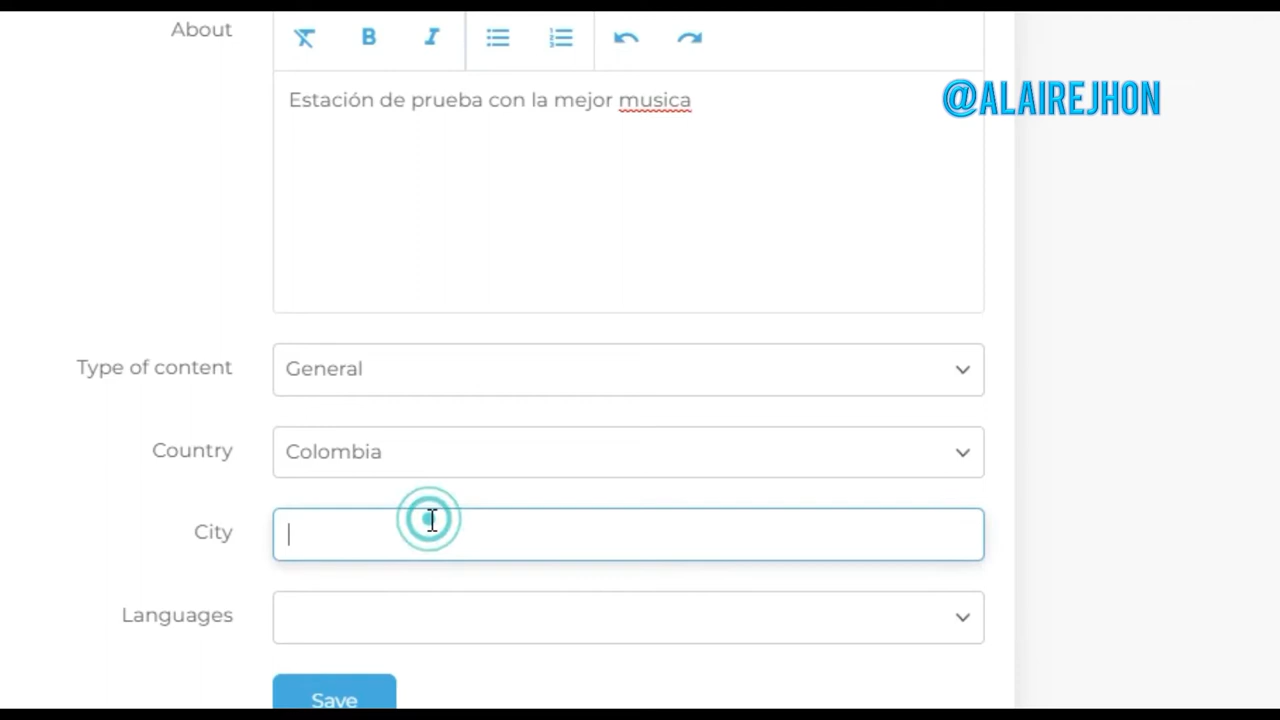 About
B I
Estación de prueba con la mejor musica
@ALAIREJHON
Type of content
General
Country
Colombia
City
Languages
Save